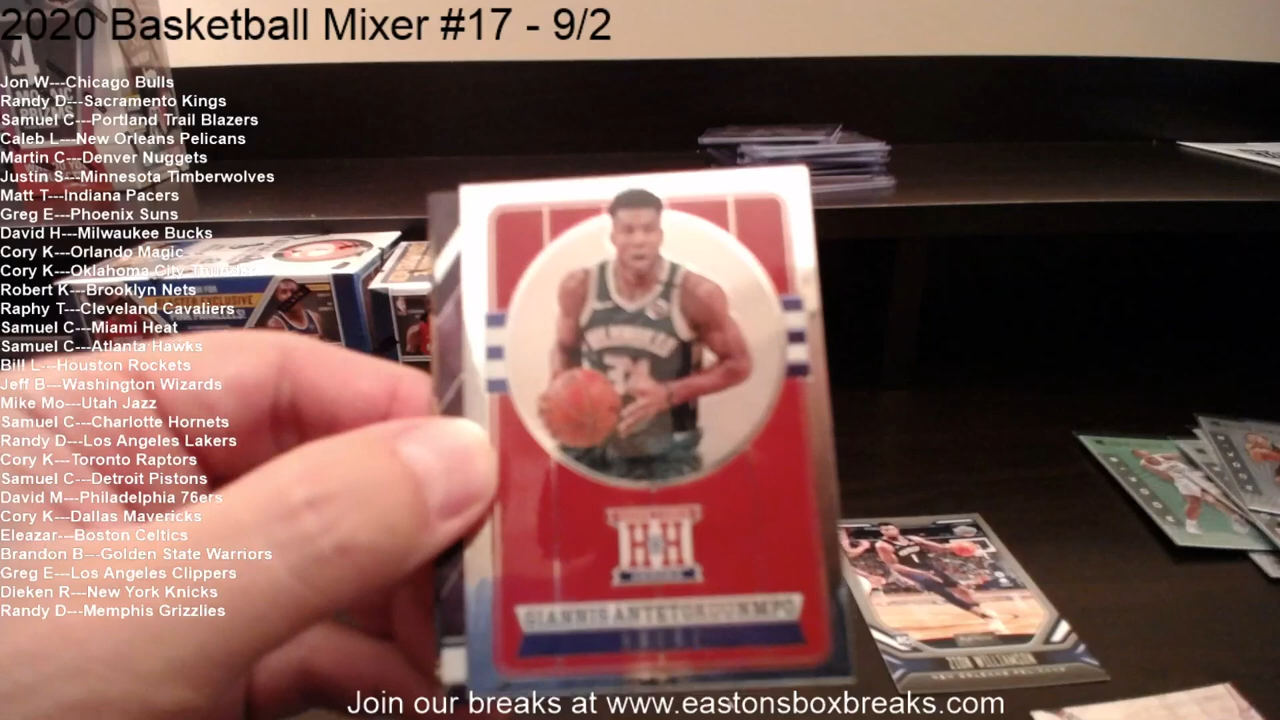 2020 Basketball Mixer #17 - 9/2
Jon W---Chicago Bulls
Randy D---Sacramento Kings
Samuel C---Portland Trail Blazers
Caleb L---New Orleans Pelicans
Martin C---Denver Nuggets
Justin S---Minnesota Timberwolves
Matt T---Indiana Pacers
Greg E---Phoenix Suns
David H---Milwaukee Bucks
Cory K---Orlando Magic
Cory K---Oklahoma City Thunder
Robert K---Brooklyn Nets
Raphy T---Cleveland Cavaliers
Samuel C---Miami Heat
Samuel C---Atlanta Hawks
Bill L---Houston Rockets
Jeff B---Washington Wizards
Mike Mo---Utah Jazz
Samuel C---Charlotte Hornets
Randy D---Los Angeles Lakers
Cory K---Toronto Raptors
Samuel C---Detroit Pistons
David M---Philadelphia 76ers
Cory K---Dallas Mavericks
Eleazar---Boston Celtics
Brandon B---Golden State Warriors
Greg E---Los Angeles Clippers
Dieken R---New York Knicks
Randy D---Memphis Grizzlies
34
HH
GIANNIS ANTETOKOUNMPO
ZION WILLIAMSON
Join our breaks at www.eastonsboxbreaks.com